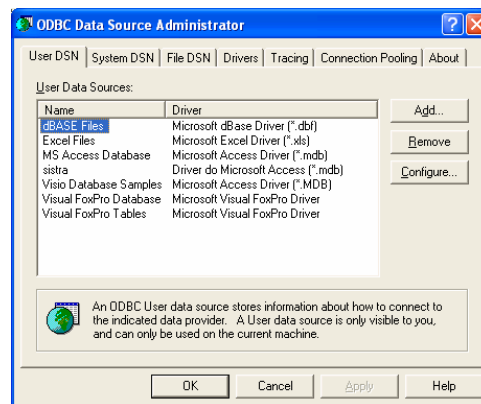 ODBC Data Source Administrator
User DSN System DSN File DSN Drivers Tracing Connection Pooling About
User Data Sources:
Name Driver
dBASE Files Microsoft dBase Driver (*.dbf)
Excel Files Microsoft Excel Driver (*.xls)
MS Access Database Microsoft Access Driver (*.mdb)
sistra Driver do Microsoft Access (*.mdb)
Visio Database Samples Microsoft Access Driver (*.MDB)
Visual FoxPro Database Microsoft Visual FoxPro Driver
Visual FoxPro Tables Microsoft Visual FoxPro Driver
Add...
Remove
Configure...
An ODBC User data source stores information about how to connect to
the indicated data provider. A User data source is only visible to you,
and can only be used on the current machine.
OK Cancel Apply Help